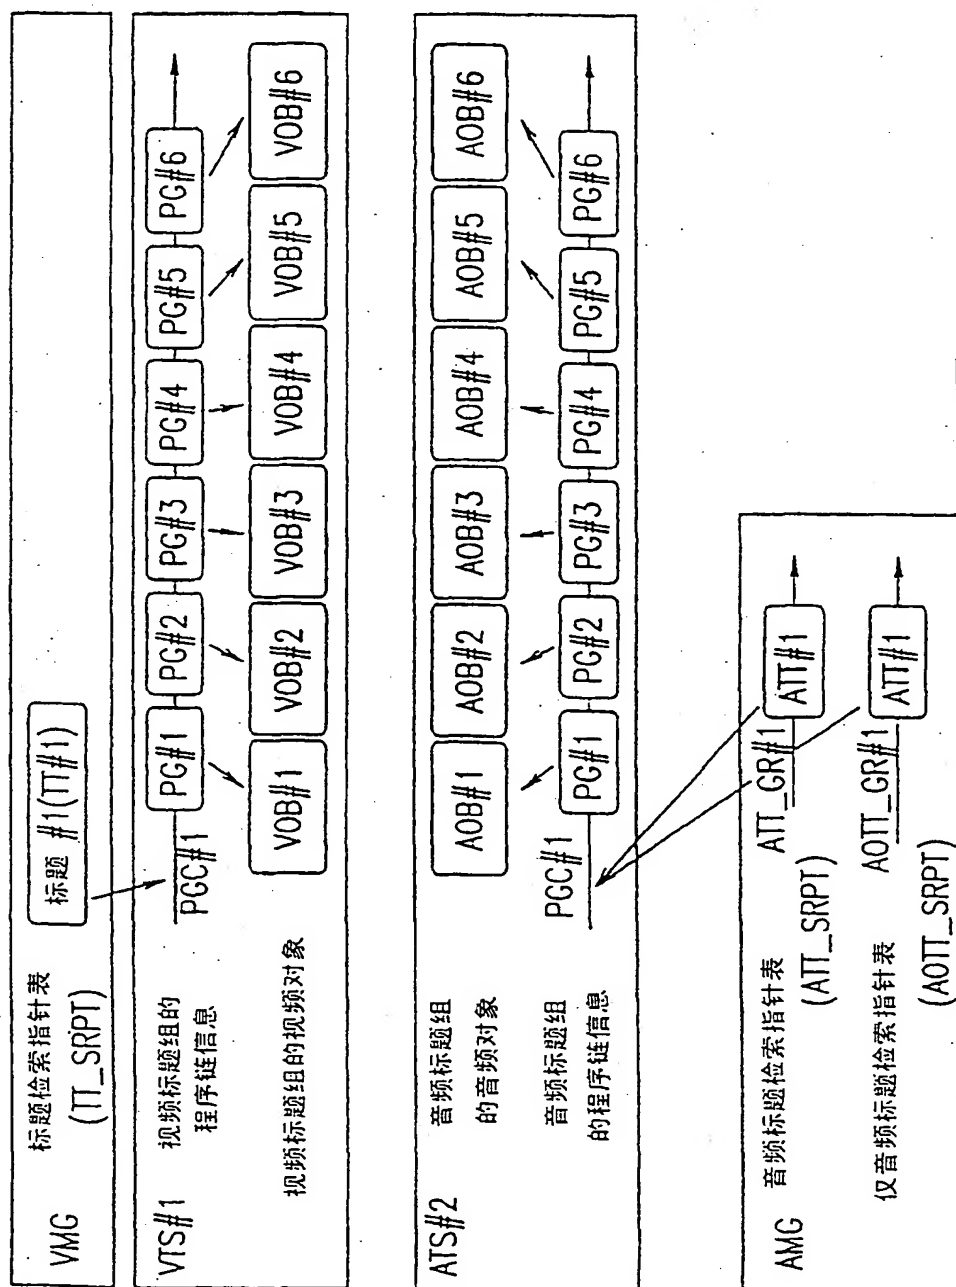 VMG
标题检索指针表
(TT_SRPT)
标题 #1(TT#1)
VTS#1
视频标题组的
程序链信息
PGC#1
PG#1
PG#2
PG#3
PG#4
PG#5
PG#6
视频标题组的视频对象
VOB#1
VOB#2
VOB#3
VOB#4
VOB#5
VOB#6
ATS#2
音频标题组
的音频对象
AOB#1
AOB#2
AOB#3
AOB#4
AOB#5
AOB#6
音频标题组
的程序链信息
PGC#1
PG#1
PG#2
PG#3
PG#4
PG#5
PG#6
AMG
音频标题检索指针表
(ATT_SRPT)
ATT_GR#1
ATT#1
仅音频标题检索指针表
(AOTT_SRPT)
AOTT_GR#1
ATT#1